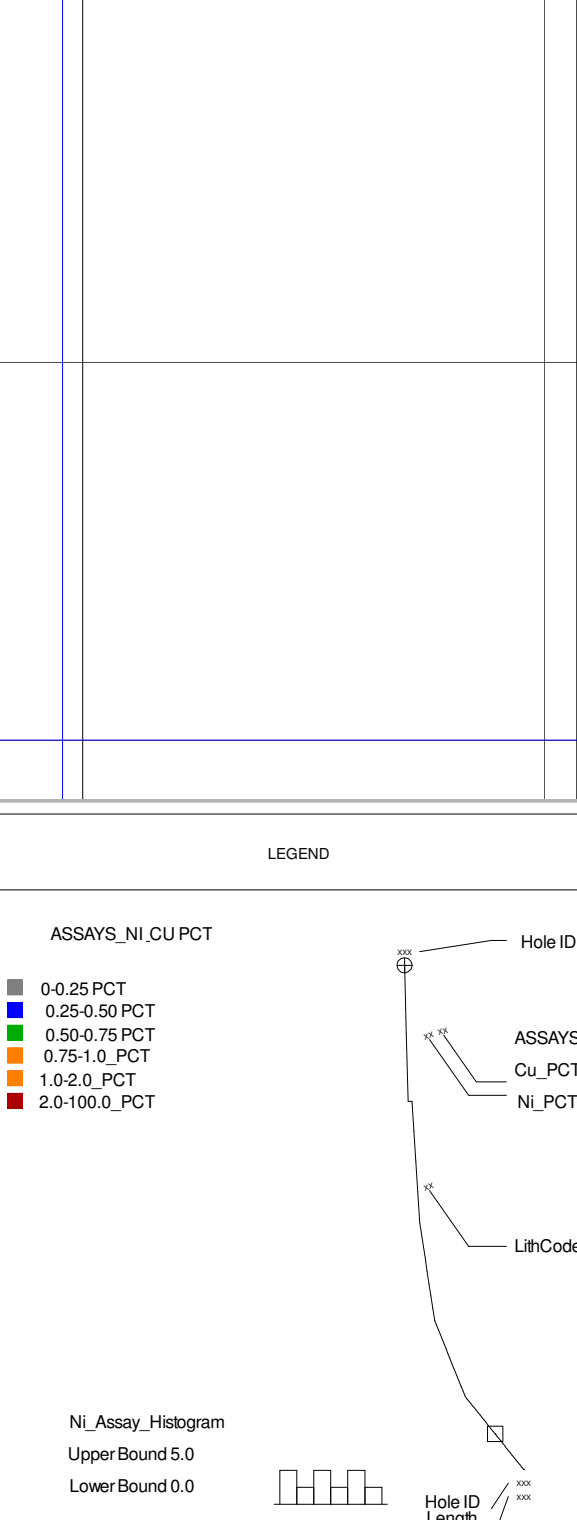 LEGEND
ASSAYS_NI_CU PCT
0-0.25 PCT
0.25-0.50 PCT
0.50-0.75 PCT
0.75-1.0_PCT
1.0-2.0_PCT
2.0-100.0_PCT
xxx
Hole ID
xx xx
ASSAYS
Cu_PCT
Ni_PCT
xx
LithCode
Ni_Assay_Histogram
Upper Bound 5.0
Lower Bound 0.0
xxx
xxx
Hole ID
Length